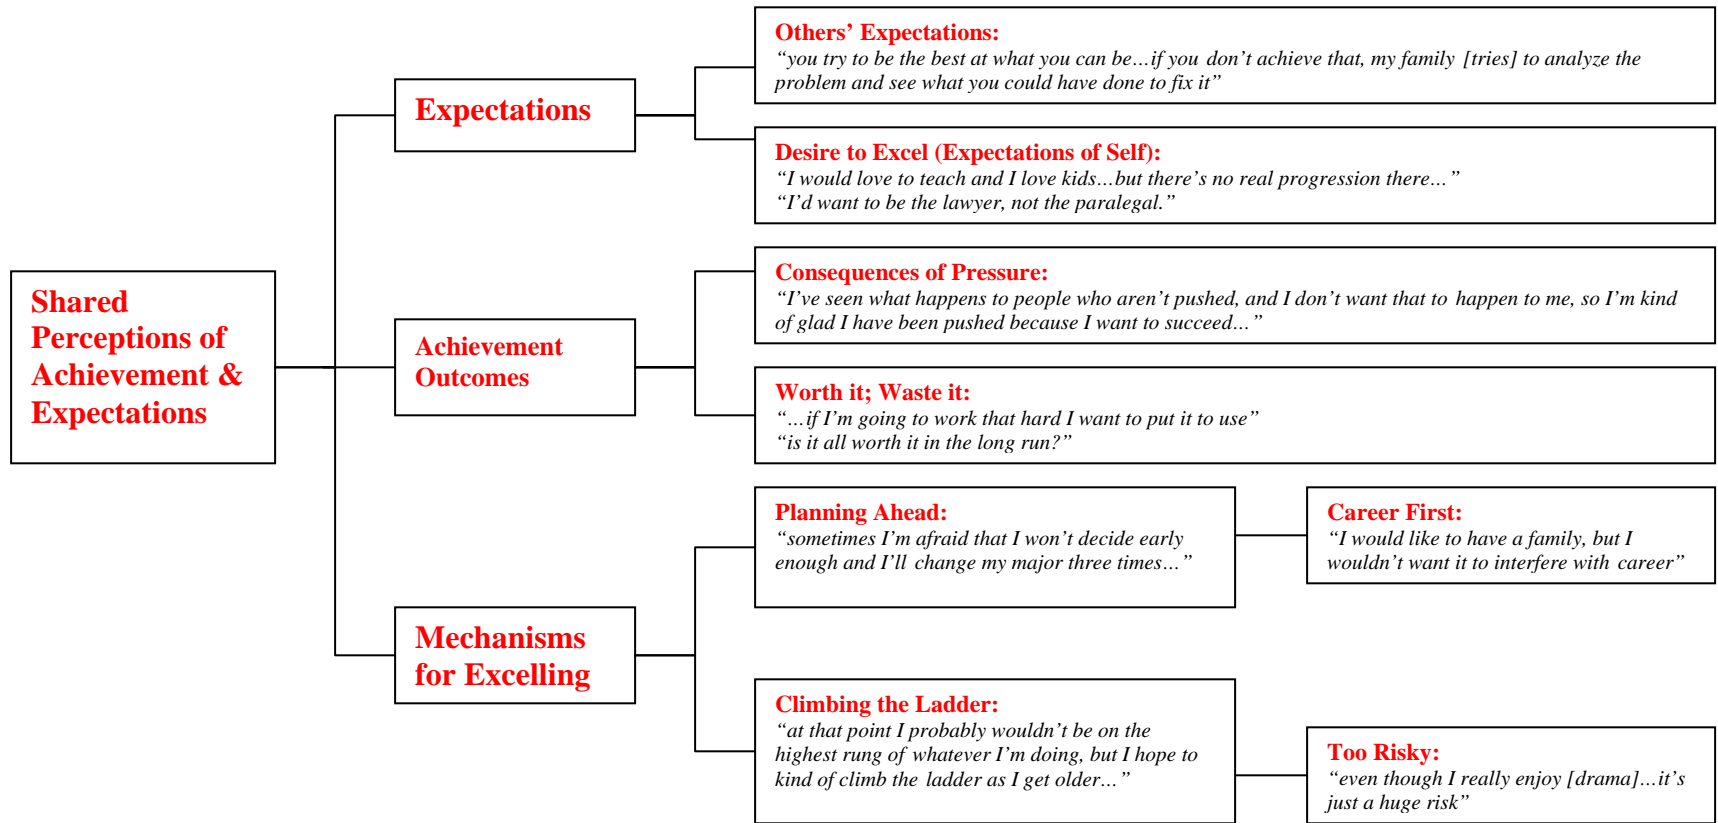 Shared
Perceptions of
Achievement &
Expectations
Expectations
Others’ Expectations:
“you try to be the best at what you can be…if you don’t achieve that, my family [tries] to analyze the
problem and see what you could have done to fix it”
Desire to Excel (Expectations of Self):
“I would love to teach and I love kids…but there’s no real progression there…”
“I’d want to be the lawyer, not the paralegal.”
Achievement
Outcomes
Consequences of Pressure:
“I’ve seen what happens to people who aren’t pushed, and I don’t want that to happen to me, so I’m kind
of glad I have been pushed because I want to succeed…”
Worth it; Waste it:
“…if I’m going to work that hard I want to put it to use”
“is it all worth it in the long run?”
Mechanisms
for Excelling
Planning Ahead:
“sometimes I’m afraid that I won’t decide early
enough and I’ll change my major three times…”
Career First:
“I would like to have a family, but I
wouldn’t want it to interfere with career”
Climbing the Ladder:
“at that point I probably wouldn’t be on the
highest rung of whatever I’m doing, but I hope to
kind of climb the ladder as I get older…”
Too Risky:
“even though I really enjoy [drama]…it’s
just a huge risk”